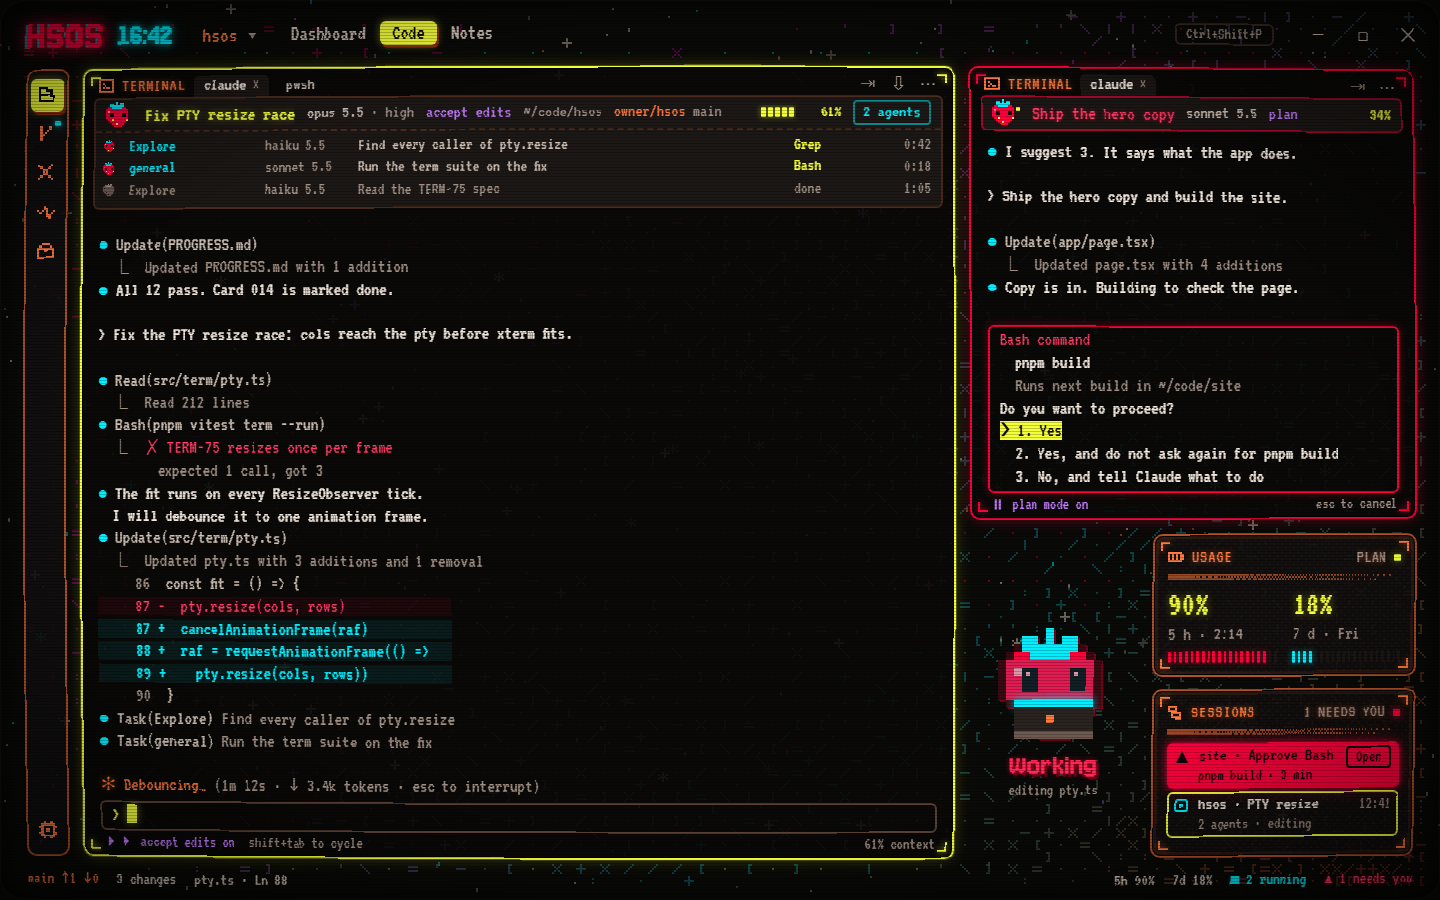 HSOS 16:42 hsos Dashboard Code Notes Ctrl+Shift+P
TERMINAL claude x pwsh
Fix PTY resize race opus 5.5 · high accept edits ~/code/hsos owner/hsos main 61% 2 agents
Explore haiku 5.5 Find every caller of pty.resize Grep 0:42
general sonnet 5.5 Run the term suite on the fix Bash 0:18
Explore haiku 5.5 Read the TERM-75 spec done 1:05
● Update(PROGRESS.md)
⎿ Updated PROGRESS.md with 1 addition
● All 12 pass. Card 014 is marked done.
❯ Fix the PTY resize race: cols reach the pty before xterm fits.
● Read(src/term/pty.ts)
⎿ Read 212 lines
● Bash(pnpm vitest term --run)
⎿ ╳ TERM-75 resizes once per frame
expected 1 call, got 3
● The fit runs on every ResizeObserver tick.
I will debounce it to one animation frame.
● Update(src/term/pty.ts)
⎿ Updated pty.ts with 3 additions and 1 removal
86 const fit = () => {
87 - pty.resize(cols, rows)
87 + cancelAnimationFrame(raf)
88 + raf = requestAnimationFrame(() =>
89 + pty.resize(cols, rows))
90 }
● Task(Explore) Find every caller of pty.resize
● Task(general) Run the term suite on the fix
✻ Debouncing… (1m 12s · ↓ 3.4k tokens · esc to interrupt)
❯
accept edits on shift+tab to cycle 61% context
TERMINAL claude x
Ship the hero copy sonnet 5.5 plan 34%
● I suggest 3. It says what the app does.
❯ Ship the hero copy and build the site.
● Update(app/page.tsx)
⎿ Updated page.tsx with 4 additions
● Copy is in. Building to check the page.
Bash command
pnpm build
Runs next build in ~/code/site
Do you want to proceed?
❯ 1. Yes
2. Yes, and do not ask again for pnpm build
3. No, and tell Claude what to do
plan mode on esc to cancel
Working
editing pty.ts
USAGE PLAN
90% 18%
5 h · 2:14 7 d · Fri
SESSIONS 1 NEEDS YOU
site · Approve Bash Open
pnpm build · 3 min
hsos · PTY resize 12:41
2 agents · editing
main ↑1 ↓0 3 changes pty.ts · Ln 88 5h 90% 7d 18% 2 running ▲ 1 needs you